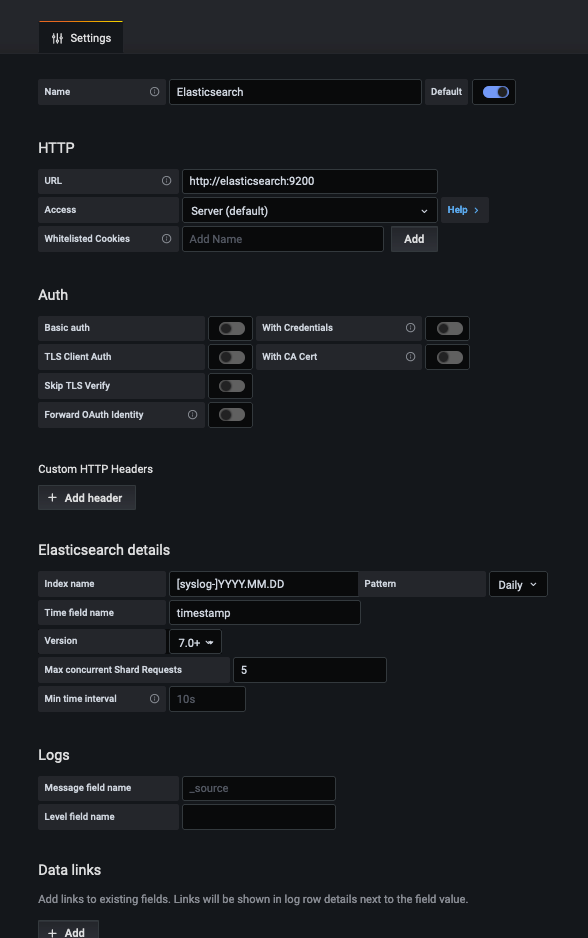 Settings
Name Elasticsearch Default
HTTP
URL http://elasticsearch:9200
Access Server (default) Help
Whitelisted Cookies Add Name Add
Auth
Basic auth With Credentials
TLS Client Auth With CA Cert
Skip TLS Verify
Forward OAuth Identity
Custom HTTP Headers
+ Add header
Elasticsearch details
Index name [syslog-]YYYY.MM.DD Pattern Daily
Time field name timestamp
Version 7.0+
Max concurrent Shard Requests 5
Min time interval 10s
Logs
Message field name _source
Level field name
Data links
Add links to existing fields. Links will be shown in log row details next to the field value.
+ Add